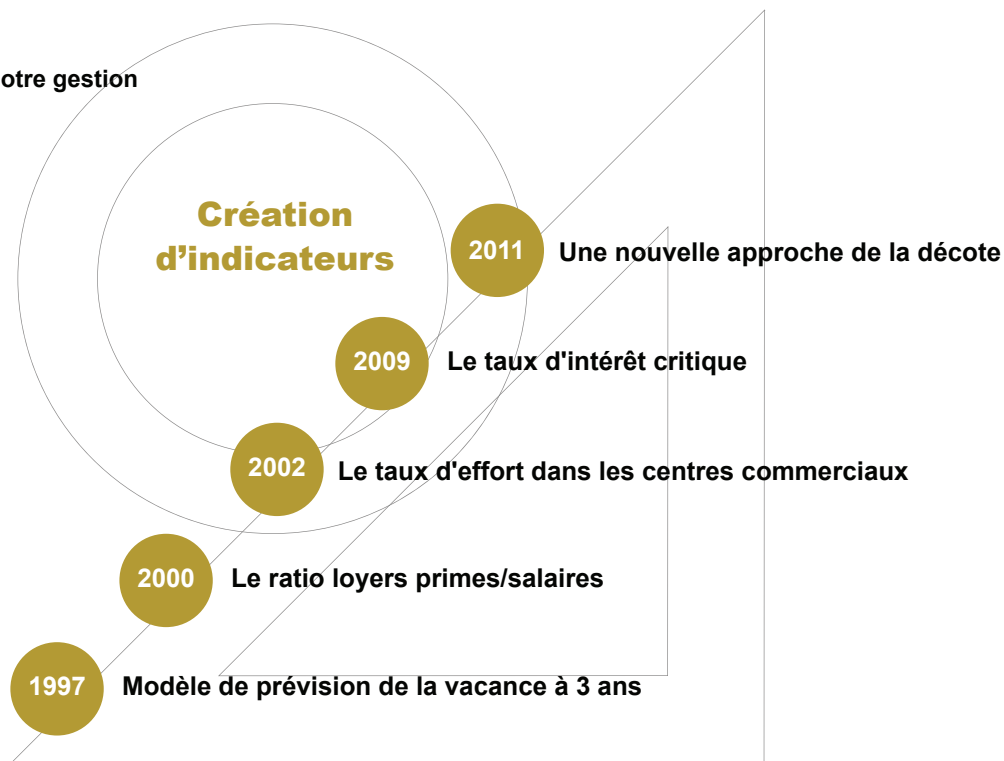 otre gestion
Création
d'indicateurs
2011 Une nouvelle approche de la décote
2009 Le taux d'intérêt critique
2002 Le taux d'effort dans les centres commerciaux
2000 Le ratio loyers primes/salaires
1997 Modèle de prévision de la vacance à 3 ans